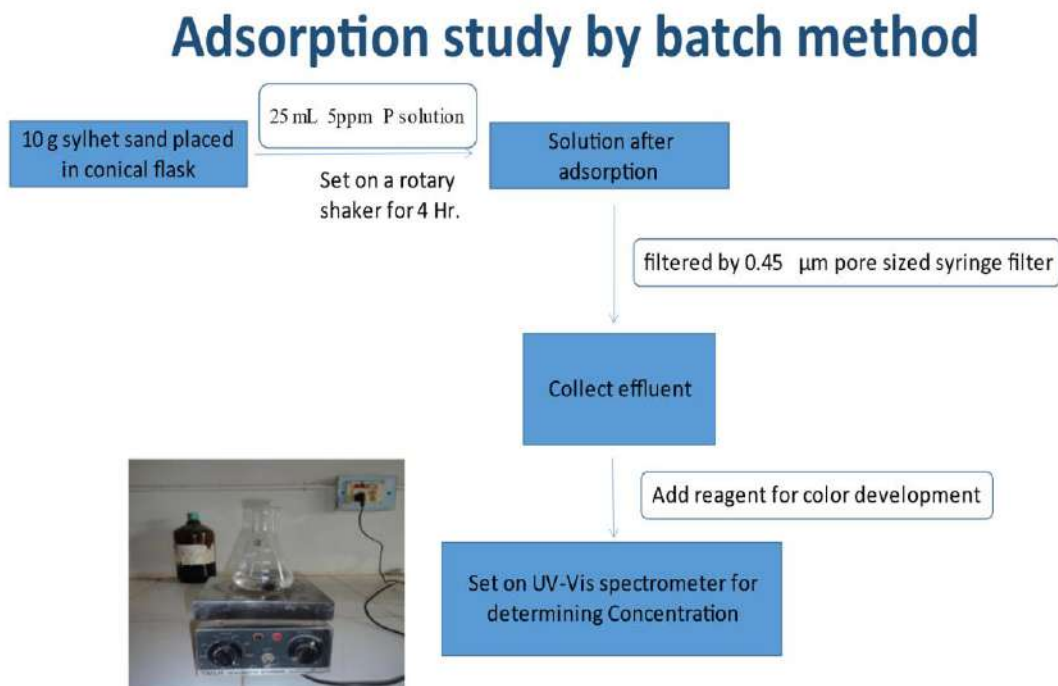 Adsorption study by batch method
25 mL 5ppm P solution
10 g sylhet sand placed
in conical flask
Set on a rotary
shaker for 4 Hr.
Solution after
adsorption
filtered by 0.45 µm pore sized syringe filter
Collect effluent
Add reagent for color development
Set on UV-Vis spectrometer for
determining Concentration